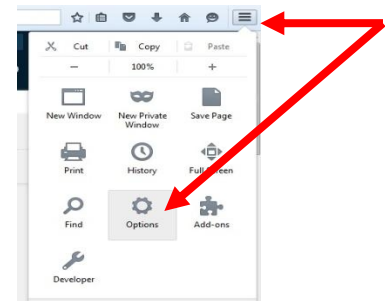 Cut Copy Paste
− 100% +
New Window New Private Save Page
Window
Print History Full Screen
Find Options Add-ons
Developer